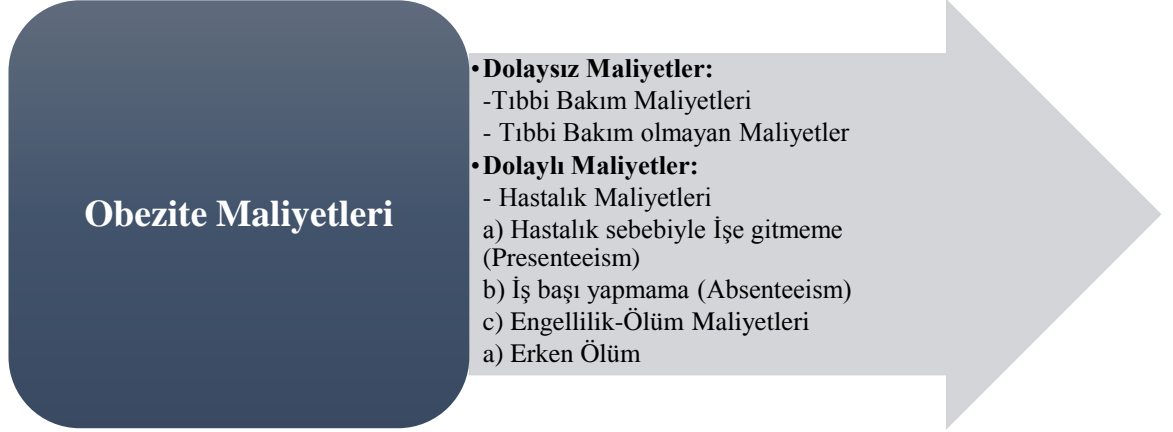 Obezite Maliyetleri
•Dolaysız Maliyetler:
-Tıbbi Bakım Maliyetleri
- Tıbbi Bakım olmayan Maliyetler
•Dolaylı Maliyetler:
- Hastalık Maliyetleri
a) Hastalık sebebiyle İşe gitmeme
(Presenteeism)
b) İş başı yapmama (Absenteeism)
c) Engellilik-Ölüm Maliyetleri
a) Erken Ölüm